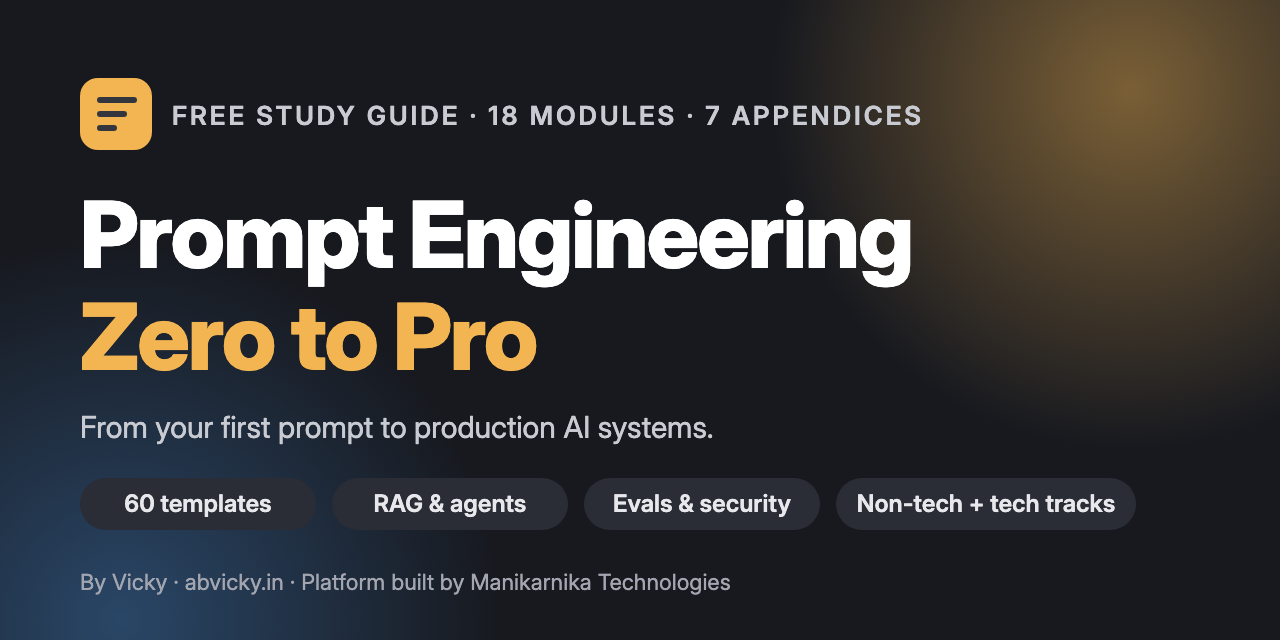 FREE STUDY GUIDE · 18 MODULES · 7 APPENDICES
Prompt Engineering
Zero to Pro
From your first prompt to production AI systems.
60 templates
RAG & agents
Evals & security
Non-tech + tech tracks
By Vicky · abvicky.in · Platform built by Manikarnika Technologies